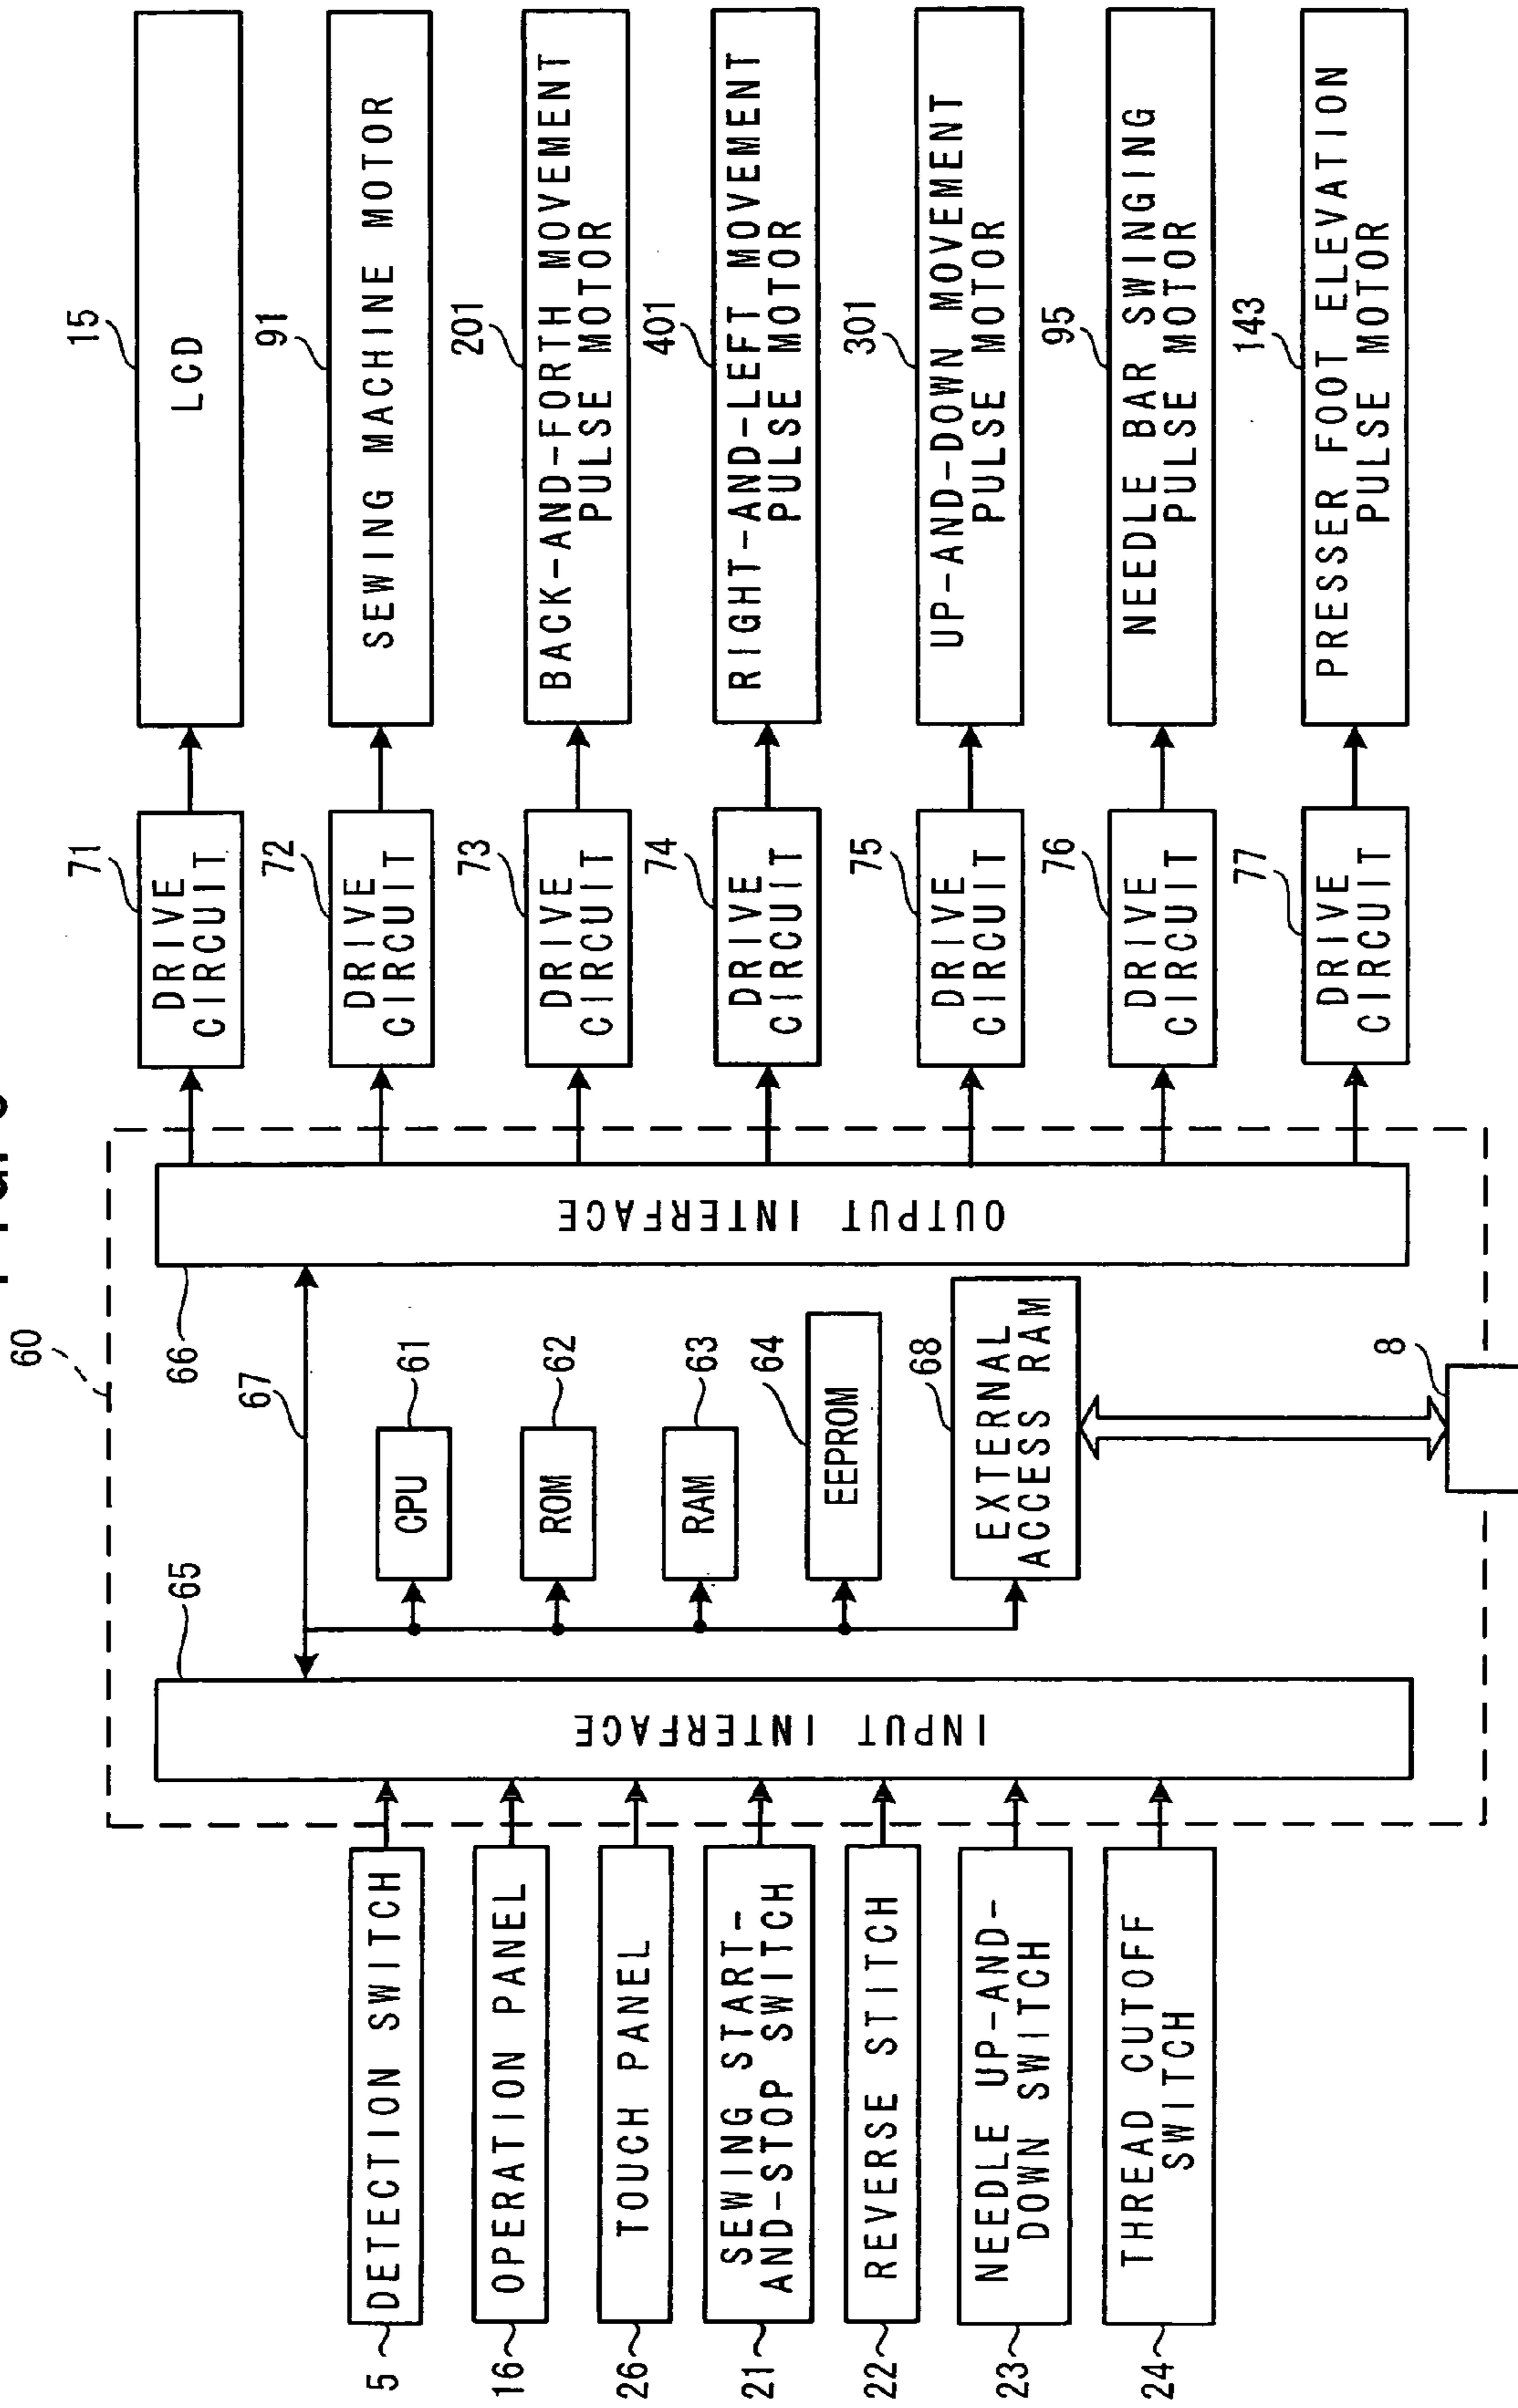 60
5
DETECTION SWITCH
16
OPERATION PANEL
26
TOUCH PANEL
21
SEWING START-
AND-STOP SWITCH
22
REVERSE STITCH
23
NEEDLE UP-AND-
DOWN SWITCH
24
THREAD CUTOFF
SWITCH
65
INPUT INTERFACE
67
CPU
61
ROM
62
RAM
63
EEPROM
64
EXTERNAL
ACCESS RAM
68
8
66
OUTPUT INTERFACE
71
DRIVE
CIRCUIT
15
LCD
72
DRIVE
CIRCUIT
91
SEWING MACHINE MOTOR
73
DRIVE
CIRCUIT
201
BACK-AND-FORTH MOVEMENT
PULSE MOTOR
74
DRIVE
CIRCUIT
401
RIGHT-AND-LEFT MOVEMENT
PULSE MOTOR
75
DRIVE
CIRCUIT
301
UP-AND-DOWN MOVEMENT
PULSE MOTOR
76
DRIVE
CIRCUIT
95
NEEDLE BAR SWINGING
PULSE MOTOR
77
DRIVE
CIRCUIT
143
PRESSER FOOT ELEVATION
PULSE MOTOR